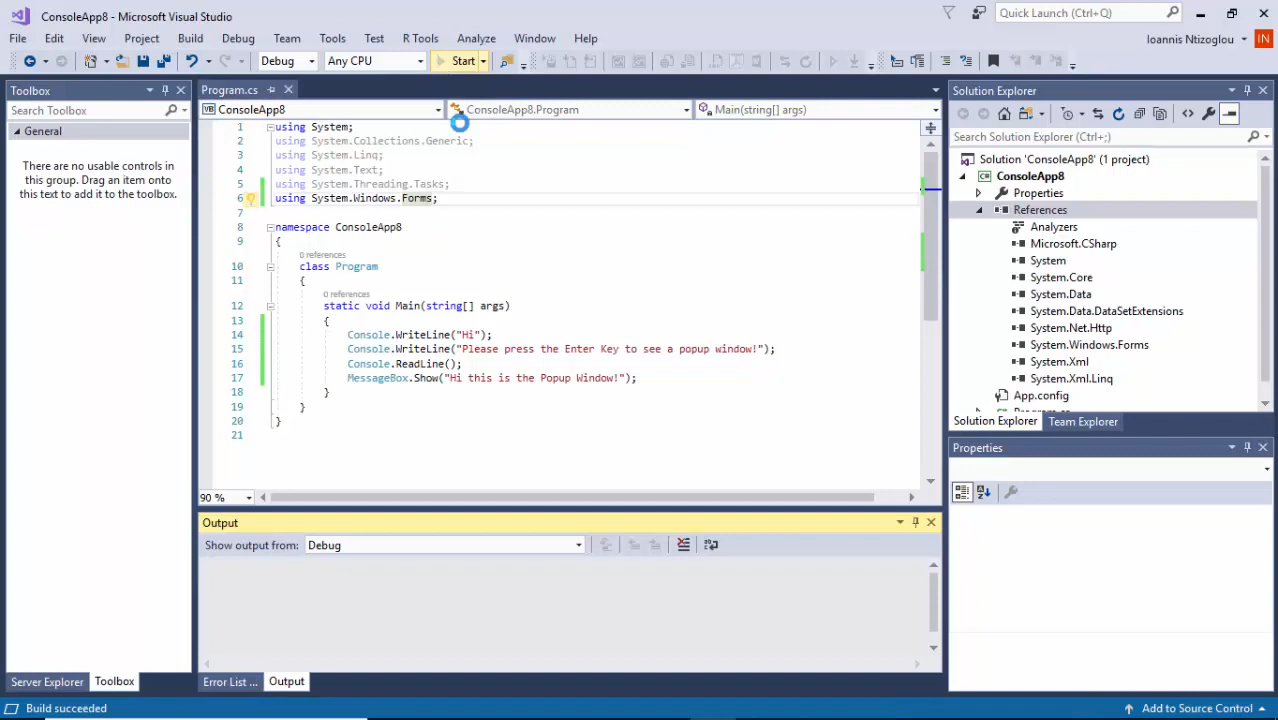 ConsoleApp8 - Microsoft Visual Studio
Quick Launch (Ctrl+Q)
File Edit View Project Build Debug Team Tools Test R Tools Analyze Window Help
Ioannis Ntizoglou IN
Debug Any CPU Start
Toolbox
Search Toolbox
General
There are no usable controls in
this group. Drag an item onto
this text to add it to the toolbox.
Server Explorer Toolbox
Program.cs
VB ConsoleApp8 ConsoleApp8.Program Main(string[] args)
1 using System;
2 using System.Collections.Generic;
3 using System.Linq;
4 using System.Text;
5 using System.Threading.Tasks;
6 using System.Windows.Forms;
7
8 namespace ConsoleApp8
9 {
0 references
10 class Program
11 {
0 references
12 static void Main(string[] args)
13 {
14 Console.WriteLine("Hi");
15 Console.WriteLine("Please press the Enter Key to see a popup window!");
16 Console.ReadLine();
17 MessageBox.Show("Hi this is the Popup Window!");
18 }
19 }
20 }
21
90 %
Output
Show output from: Debug
Error List ... Output
Solution Explorer
Search Solution Explorer (Ctrl+;)
Solution 'ConsoleApp8' (1 project)
C# ConsoleApp8
Properties
References
Analyzers
Microsoft.CSharp
System
System.Core
System.Data
System.Data.DataSetExtensions
System.Net.Http
System.Windows.Forms
System.Xml
System.Xml.Linq
App.config
Solution Explorer Team Explorer
Properties
Build succeeded
Add to Source Control